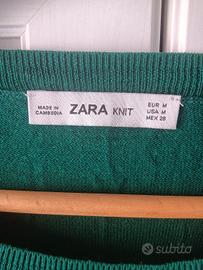 MADE IN
CAMBODIA
ZARA KNIT
EUR M
USA M
MEX 28
subito